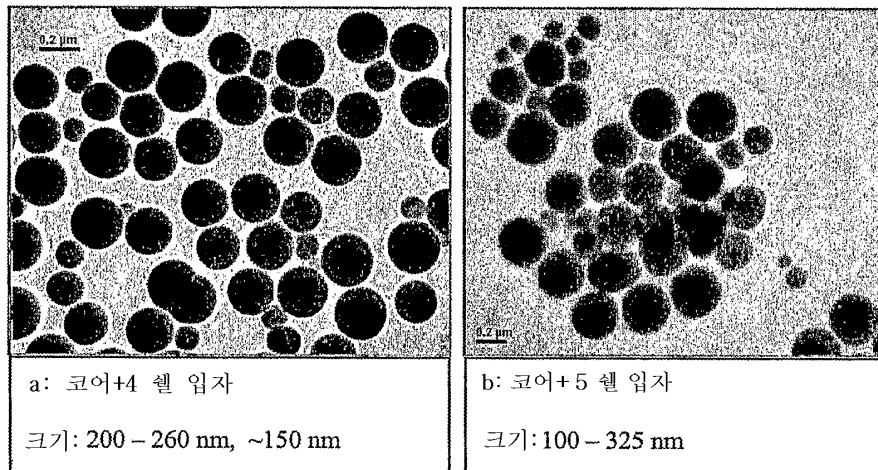 0.2 μm
0.2 μm
a: 코어+4 쉘 입자
크기: 200 – 260 nm, ~150 nm
b: 코어+5 쉘 입자
크기: 100 – 325 nm